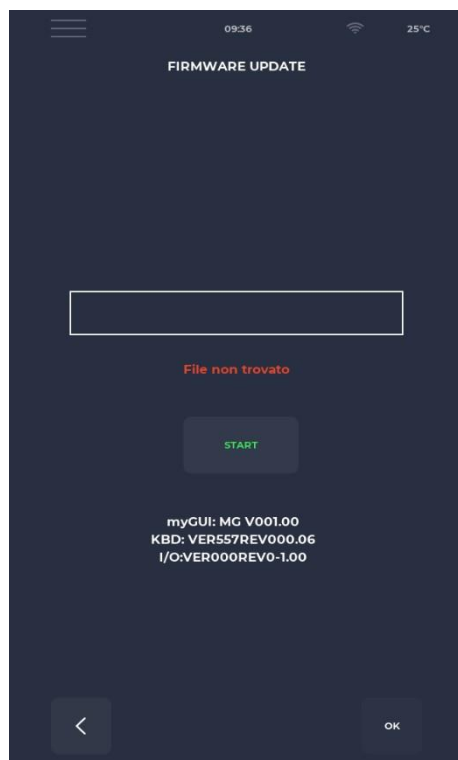 09:36
25°C
FIRMWARE UPDATE
File non trovato
START
myGUI: MG V001.00
KBD: VER557REV000.06
I/O:VER000REV0-1.00
OK